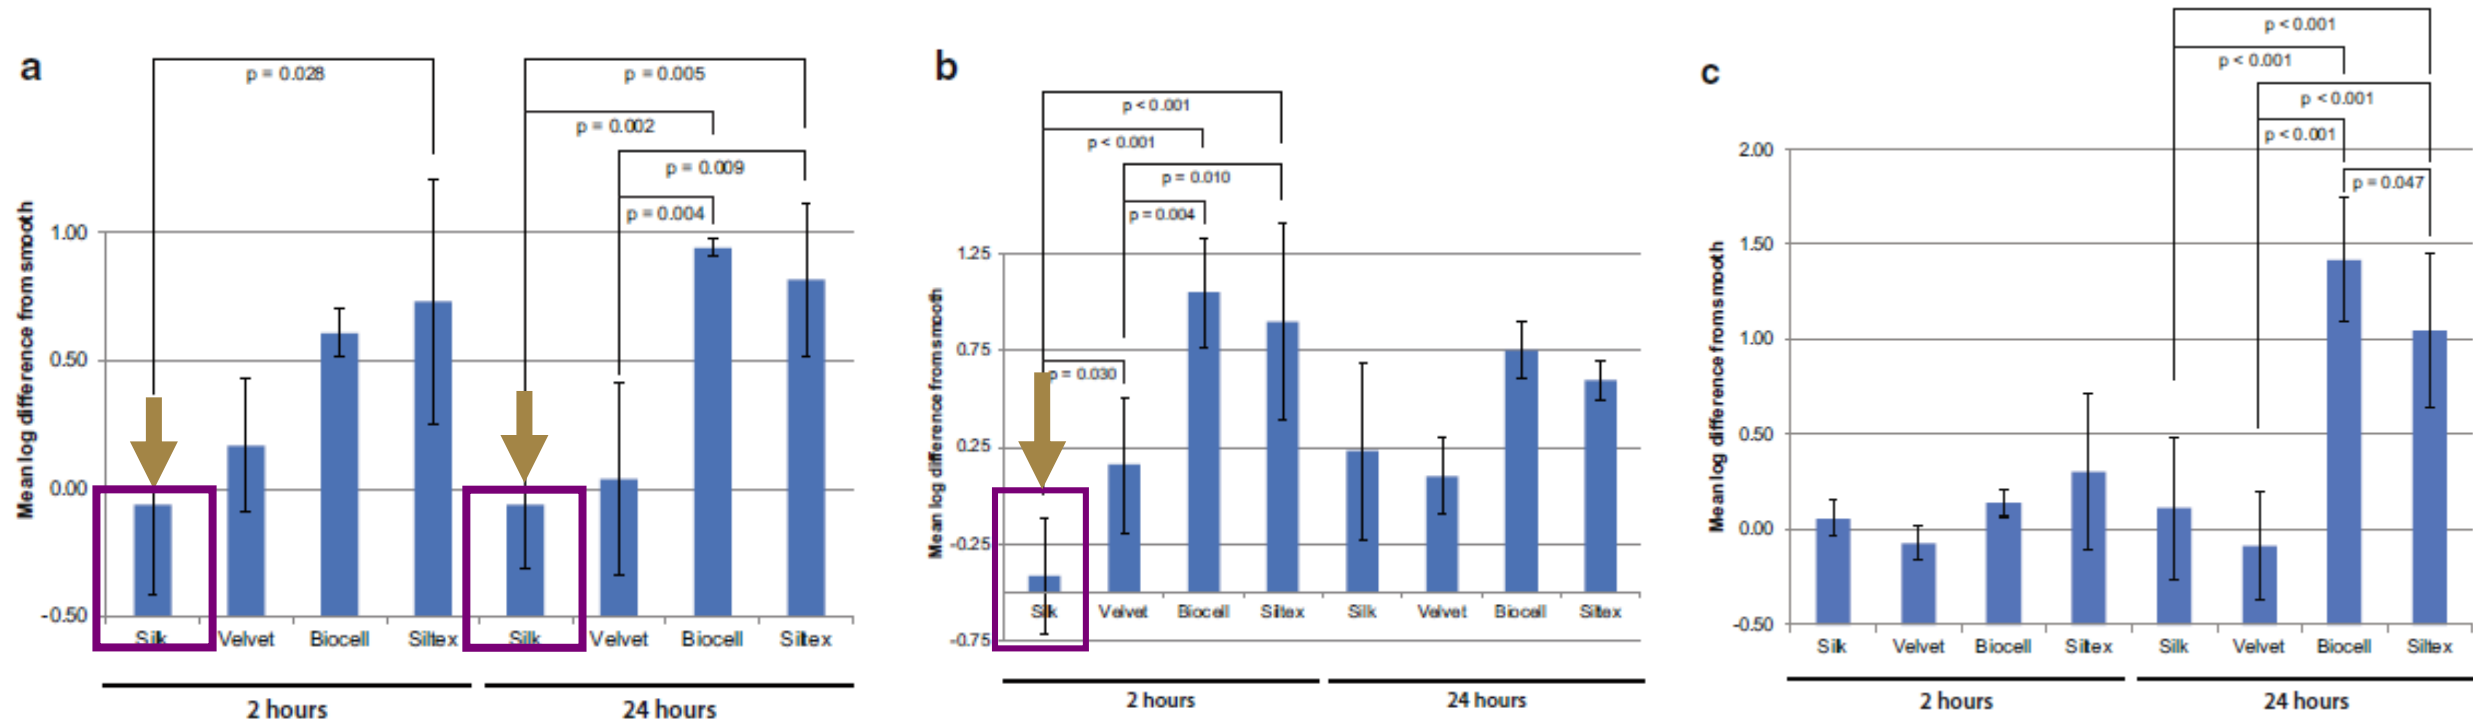 a
p = 0.028
p = 0.005
p = 0.002
p = 0.009
p = 0.004
Mean log difference from smooth
1.00
0.50
0.00
-0.50
Silk Velvet Biocell Siltex Silk Velvet Biocell Siltex
2 hours 24 hours
b
p < 0.001
p < 0.001
p = 0.010
p = 0.004
p = 0.030
Mean log difference from smooth
1.25
0.75
0.25
-0.25
-0.75
Silk Velvet Biocell Siltex Silk Velvet Biocell Siltex
2 hours 24 hours
c
p < 0.001
p < 0.001
p < 0.001
p < 0.001
p = 0.047
Mean log difference from smooth
2.00
1.50
1.00
0.50
0.00
-0.50
Silk Velvet Biocell Siltex Silk Velvet Biocell Siltex
2 hours 24 hours